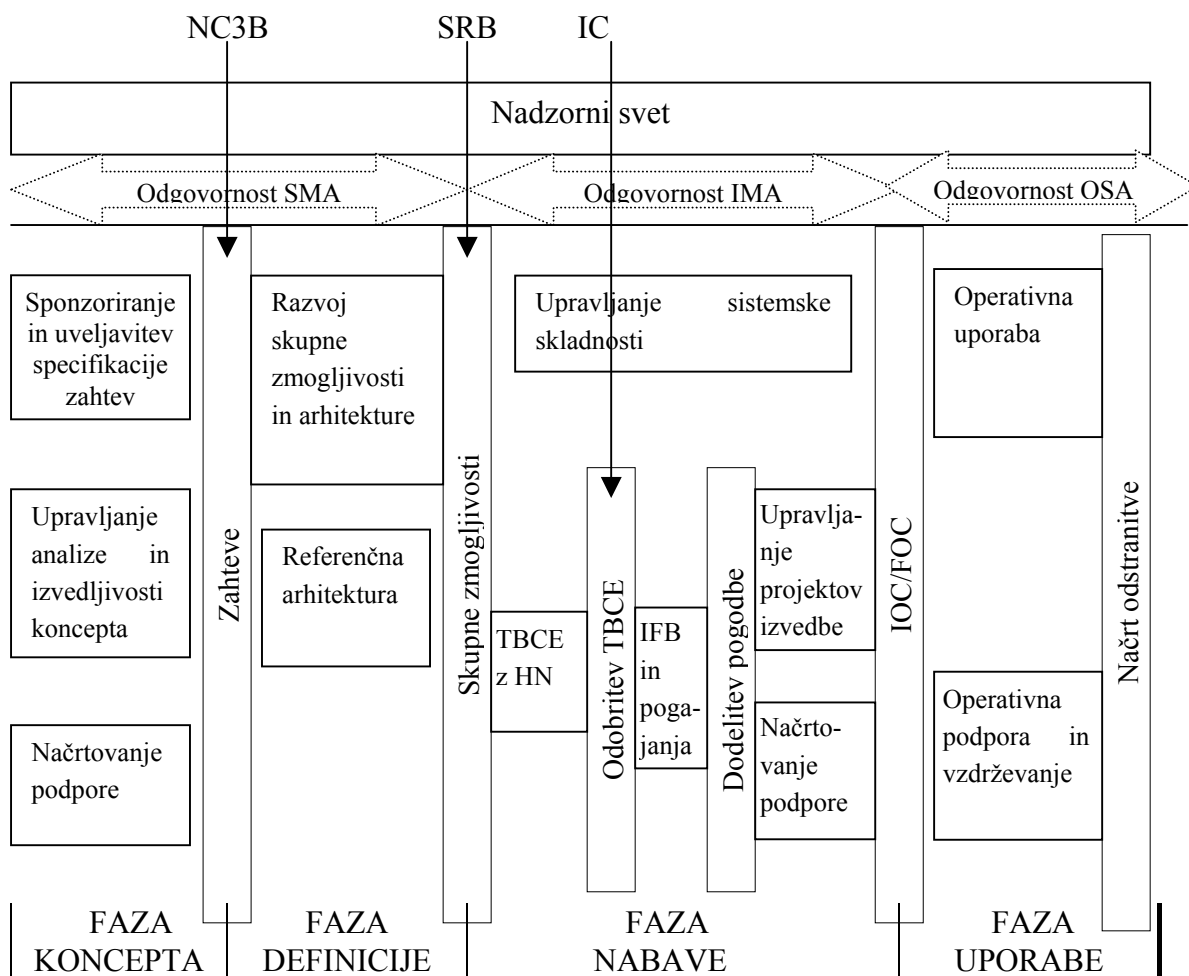 NC3B
SRB
IC
Nadzorni svet
Odgovornost SMA
Odgovornost IMA
Odgovornost OSA
Sponzoriranje
in uveljavitev
specifikacije
zahtev
Upravljanje
analize in
izvedljivosti
koncepta
Načrtovanje
podpore
Zahteve
Razvoj
skupne
zmogljivosti
in arhitekture
Referenčna
arhitektura
Skupne zmogljivosti
Upravljanje sistemske
skladnosti
TBCE
z HN
Odobritev TBCE
IFB
in
poga-
janja
Dodelitev pogodbe
Upravlja-
nje
projektov
izvedbe
Načrto-
vanje
podpore
IOC/FOC
Operativna
uporaba
Operativna
podpora in
vzdrževanje
Načrt odstranitve
FAZA
KONCEPTA
FAZA
DEFINICIJE
FAZA
NABAVE
FAZA
UPORABE